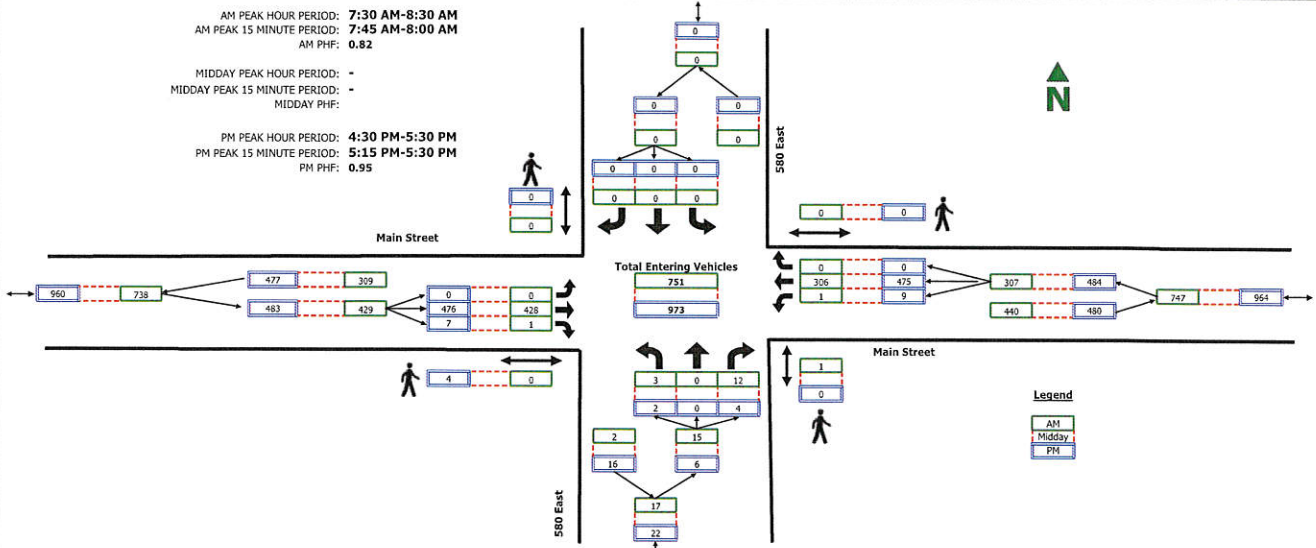 AM PEAK HOUR PERIOD: 7:30 AM-8:30 AM
AM PEAK 15 MINUTE PERIOD: 7:45 AM-8:00 AM
AM PHF: 0.82
MIDDAY PEAK HOUR PERIOD: -
MIDDAY PEAK 15 MINUTE PERIOD: -
MIDDAY PHF:
PM PEAK HOUR PERIOD: 4:30 PM-5:30 PM
PM PEAK 15 MINUTE PERIOD: 5:15 PM-5:30 PM
PM PHF: 0.95
0
0
N
0 0
0 0
580 East
0 0 0
0 0 0
0
0
0 0
Main Street
Total Entering Vehicles
751
973
477 309
960 738
483 429
0 0
476 428
7 1
0 0
306 475
1 9
307 484
440 480
747 964
Main Street
4 0
3 0 12
2 0 4
1
0
2 15
16 6
17
22
580 East
Legend
AM
Midday
PM